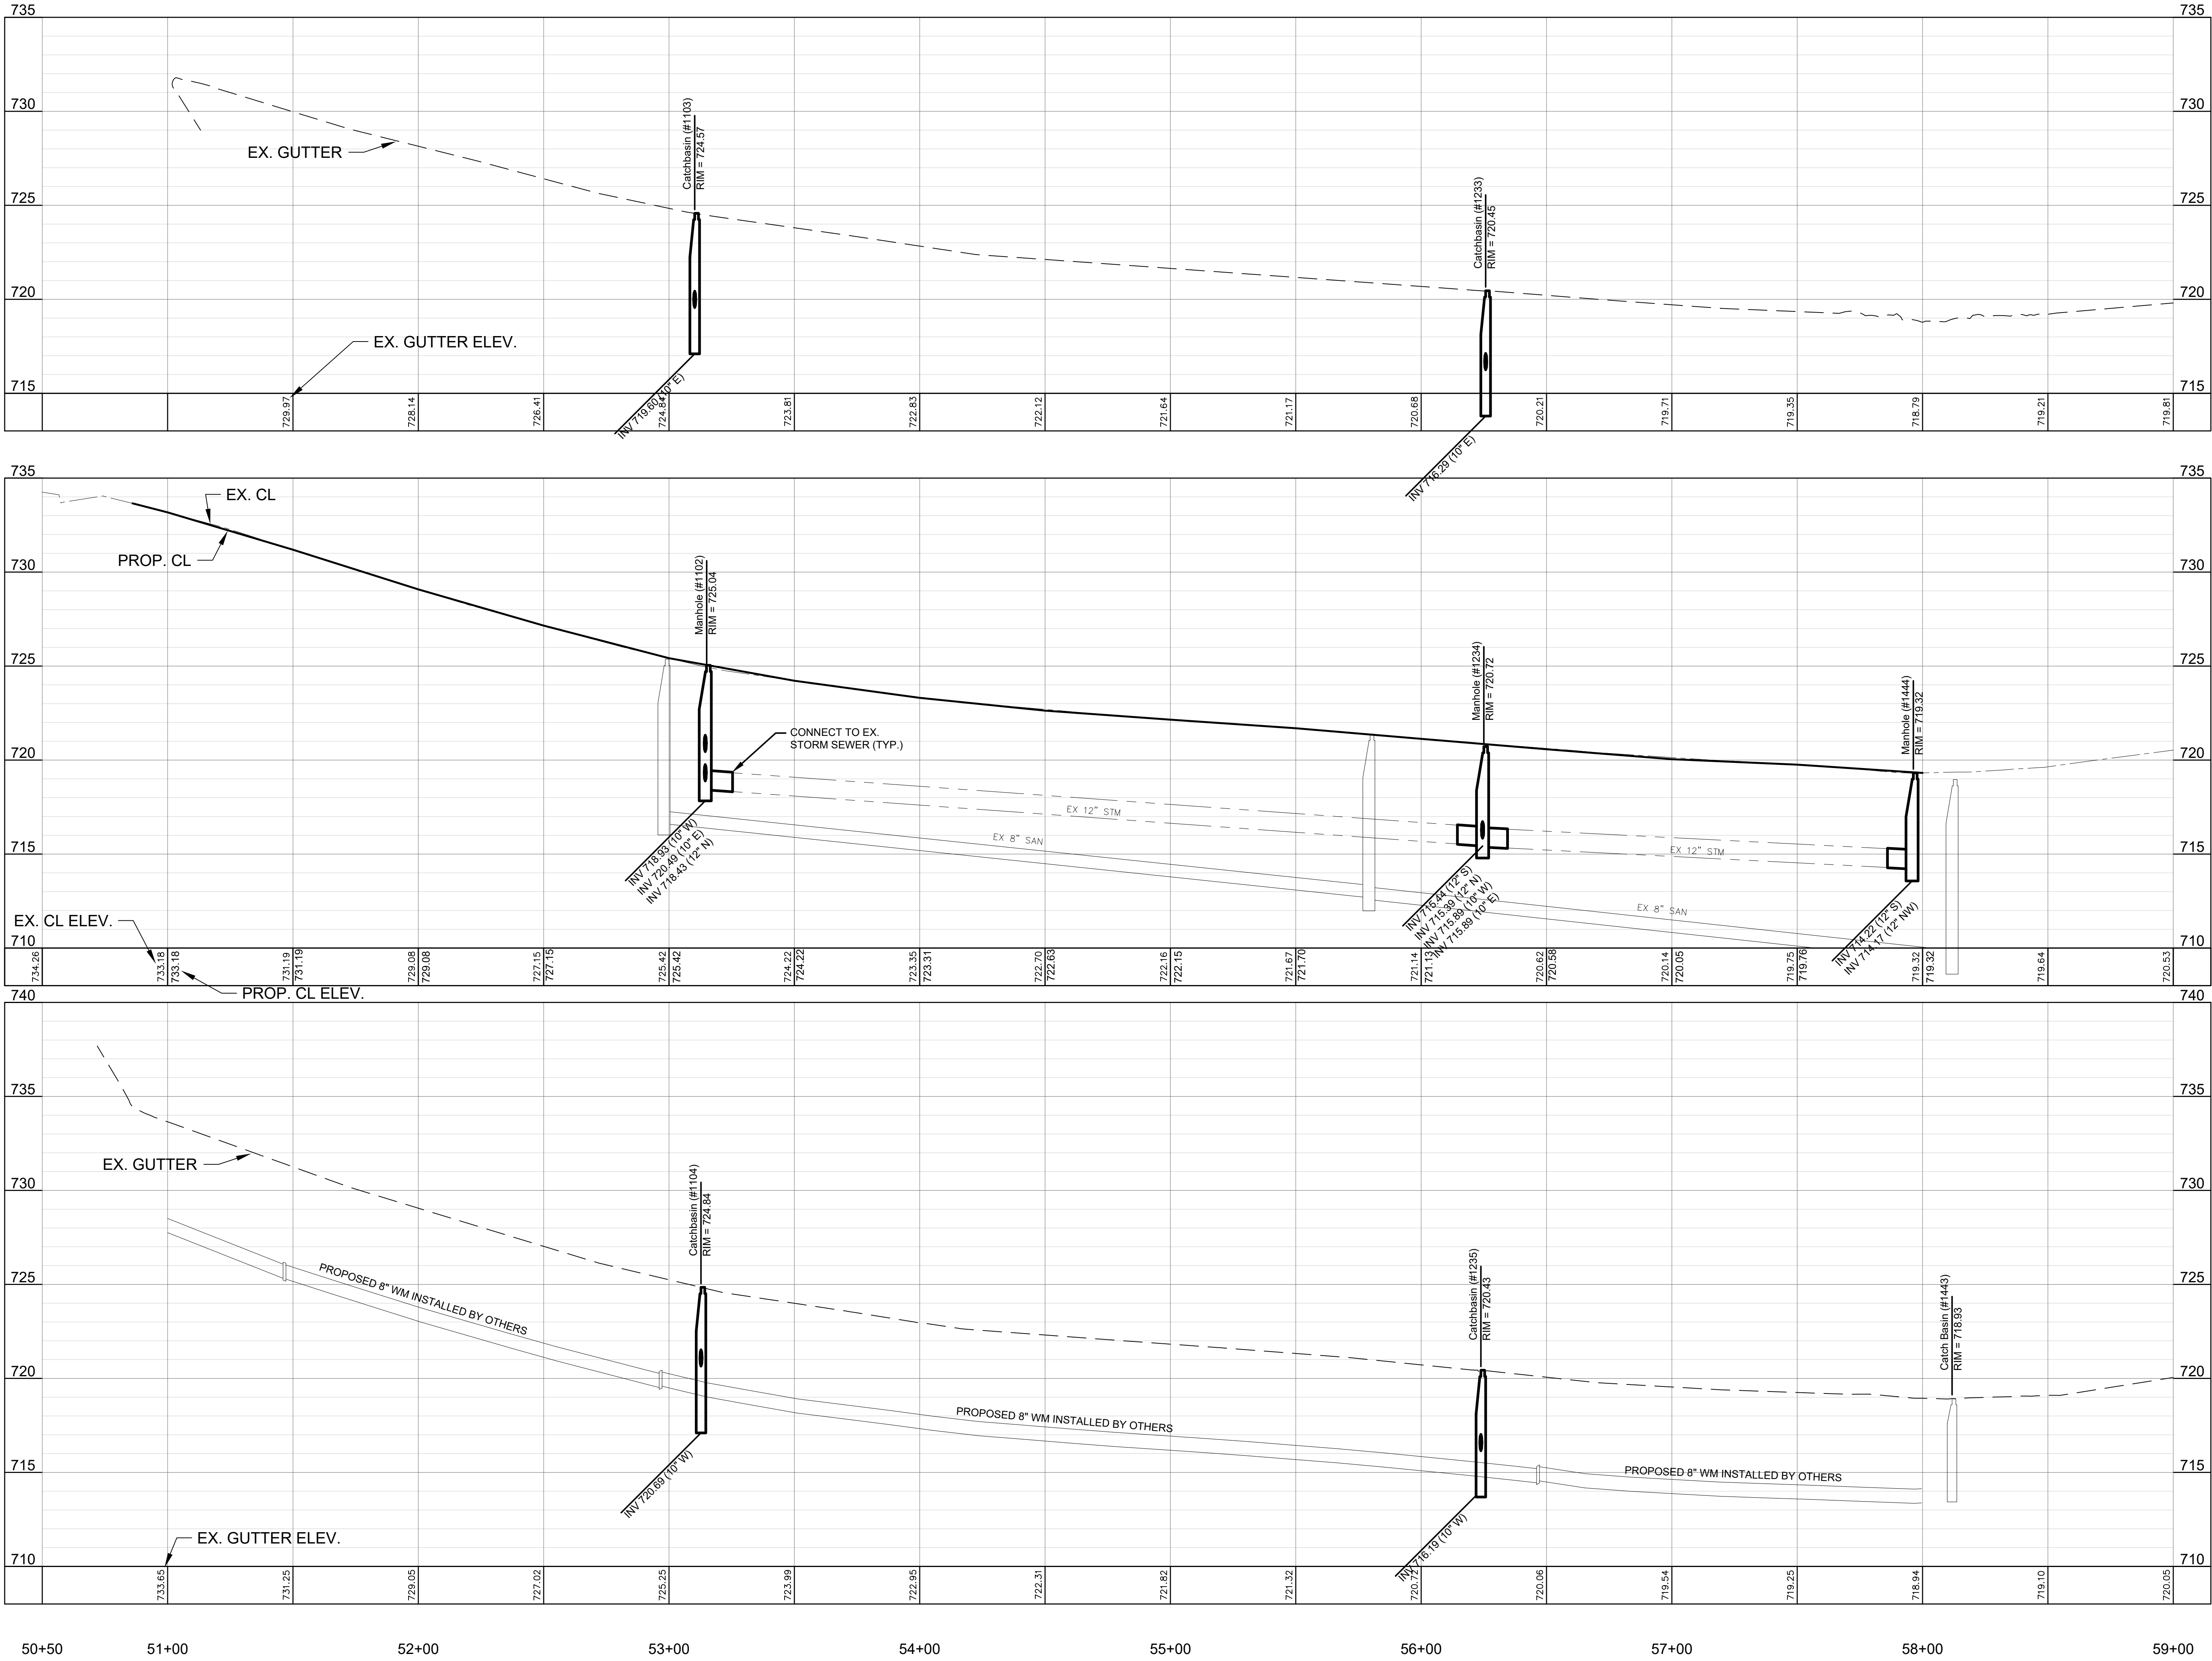 735
735
730
730
725
725
720
720
715
715
EX. GUTTER
EX. GUTTER ELEV.
Catchbasin (#1103)
RIM = 724.57
INV 719.60 (10" E)
Catchbasin (#1233)
RIM = 720.45
INV 716.29 (10" E)
729.97
728.14
726.41
724.84
723.81
722.83
722.12
721.64
721.17
720.68
720.21
719.71
719.35
718.79
719.21
719.81
735
735
730
730
725
725
720
720
715
715
710
710
EX. CL
PROP. CL
Manhole (#1102)
RIM = 725.04
CONNECT TO EX.
STORM SEWER (TYP.)
INV 718.93 (10" W)
INV 720.49 (10" E)
INV 718.43 (12" N)
EX 12" STM
EX 8" SAN
Manhole (#1234)
RIM = 720.72
INV 715.44 (12" S)
INV 715.39 (12" N)
INV 715.89 (10" W)
INV 715.89 (10" E)
EX 12" STM
EX 8" SAN
Manhole (#1444)
RIM = 719.32
INV 714.22 (12" S)
INV 714.17 (12" NW)
EX. CL ELEV.
PROP. CL ELEV.
734.26
733.18
733.18
731.19
731.19
729.08
729.08
727.15
727.15
725.42
725.42
724.22
724.22
723.35
723.31
722.70
722.63
722.16
722.15
721.67
721.70
721.14
721.13
720.62
720.58
720.14
720.05
719.75
719.76
719.32
719.32
719.64
720.53
740
740
735
735
730
730
725
725
720
720
715
715
710
710
EX. GUTTER
PROPOSED 8" WM INSTALLED BY OTHERS
Catchbasin (#1104)
RIM = 724.84
INV 720.69 (10" W)
PROPOSED 8" WM INSTALLED BY OTHERS
Catchbasin (#1235)
RIM = 720.43
INV 716.19 (10" W)
PROPOSED 8" WM INSTALLED BY OTHERS
Catch Basin (#1443)
RIM = 718.93
EX. GUTTER ELEV.
733.65
731.25
729.05
727.02
725.25
723.99
722.95
722.31
721.82
721.32
720.72
720.06
719.54
719.25
718.94
719.10
720.05
50+50
51+00
52+00
53+00
54+00
55+00
56+00
57+00
58+00
59+00